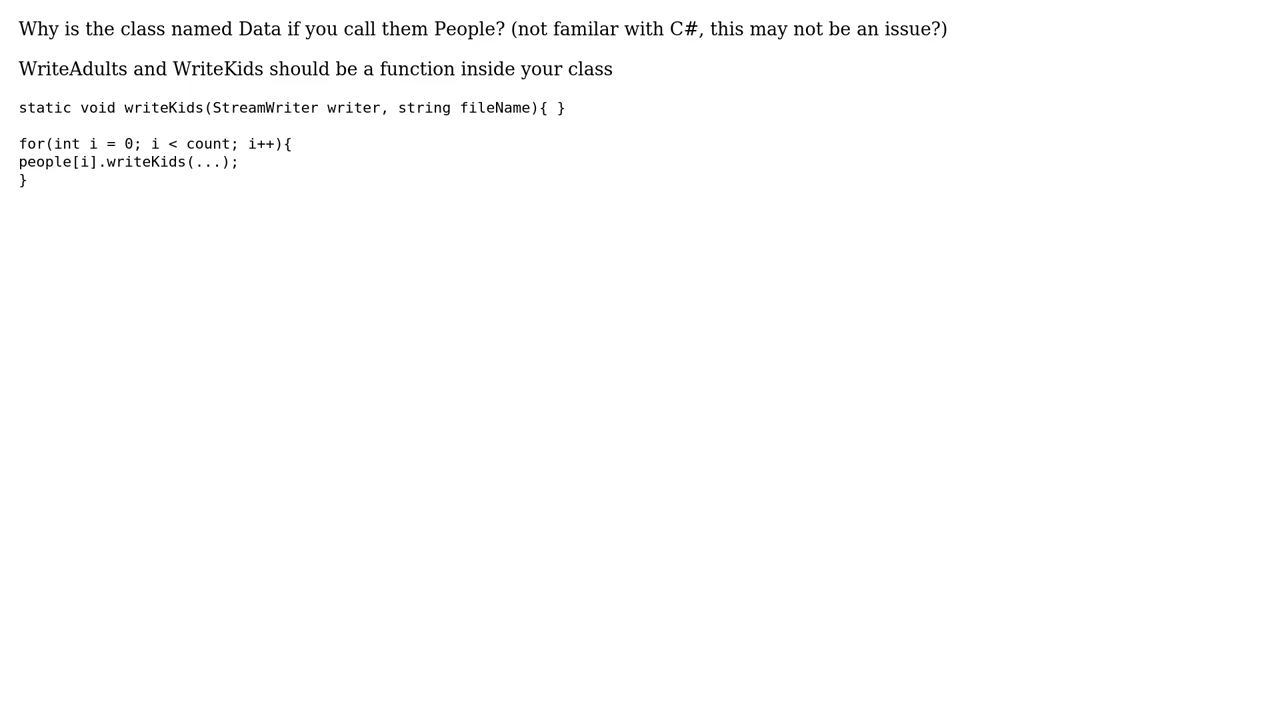 Why is the class named Data if you call them People? (not familar with C#, this may not be an issue?)
WriteAdults and WriteKids should be a function inside your class
static void writeKids(StreamWriter writer, string fileName){ }
for(int i = 0; i < count; i++){
people[i].writeKids(...);
}